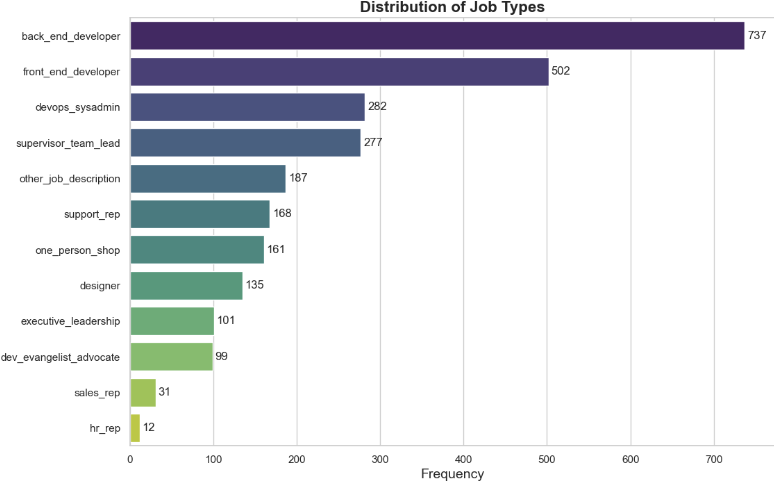 Distribution of Job Types
back_end_developer 737
front_end_developer 502
devops_sysadmin 282
supervisor_team_lead 277
other_job_description 187
support_rep 168
one_person_shop 161
designer 135
executive_leadership 101
dev_evangelist_advocate 99
sales_rep 31
hr_rep 12
0 100 200 300 400 500 600 700
Frequency